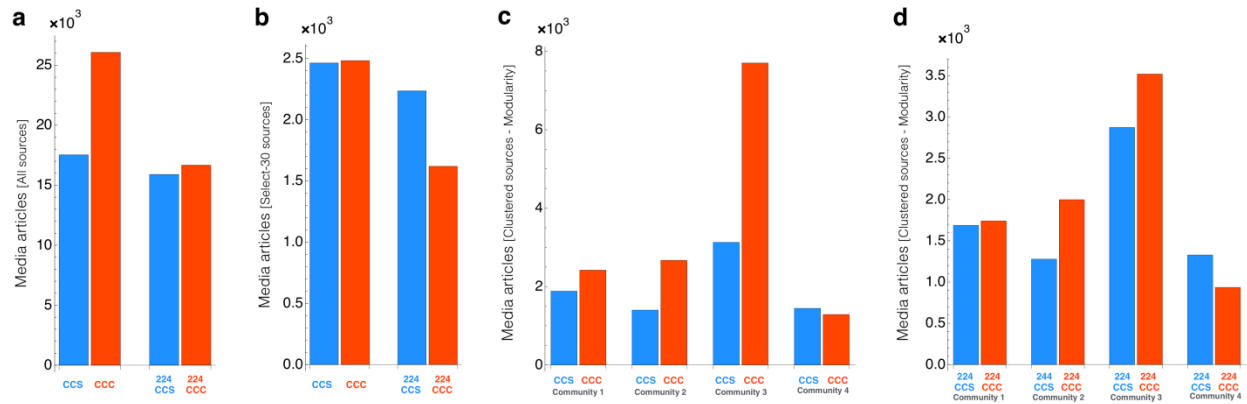 a
×10³
Media articles [All sources]
25
20
15
10
5
0
CCS CCC
224 CCS
224 CCC
b
×10³
Media articles [Select-30 sources]
2.5
2.0
1.5
1.0
0.5
0.0
CCS CCC
224 CCS
224 CCC
c
×10³
Media articles [Clustered sources - Modularity]
8
6
4
2
0
CCS CCC
Community 1
CCS CCC
Community 2
CCS CCC
Community 3
CCS CCC
Community 4
d
×10³
Media articles [Clustered sources - Modularity]
3.5
3.0
2.5
2.0
1.5
1.0
0.5
0.0
224 224
CCS CCC
Community 1
244 224
CCS CCC
Community 2
224 224
CCS CCC
Community 3
224 224
CCS CCC
Community 4